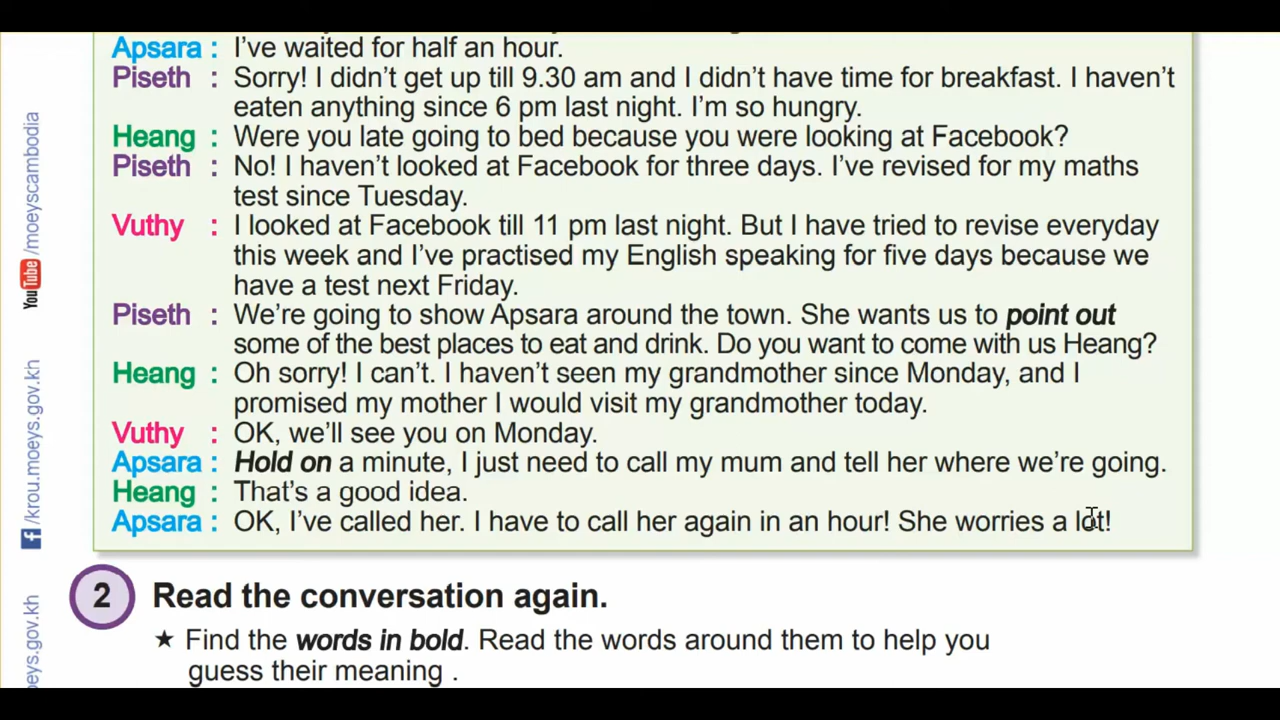 Apsara : I've waited for half an hour.
Piseth : Sorry! I didn't get up till 9.30 am and I didn't have time for breakfast. I haven't
eaten anything since 6 pm last night. I'm so hungry.
Heang : Were you late going to bed because you were looking at Facebook?
Piseth : No! I haven't looked at Facebook for three days. I've revised for my maths
test since Tuesday.
Vuthy : I looked at Facebook till 11 pm last night. But I have tried to revise everyday
this week and I've practised my English speaking for five days because we
have a test next Friday.
Piseth : We're going to show Apsara around the town. She wants us to point out
some of the best places to eat and drink. Do you want to come with us Heang?
Heang : Oh sorry! I can't. I haven't seen my grandmother since Monday, and I
promised my mother I would visit my grandmother today.
Vuthy : OK, we'll see you on Monday.
Apsara : Hold on a minute, I just need to call my mum and tell her where we're going.
Heang : That's a good idea.
Apsara : OK, I've called her. I have to call her again in an hour! She worries a lot!
2 Read the conversation again.
★ Find the words in bold. Read the words around them to help you
guess their meaning .
YouTube /moeyscambodia
f /krou.moeys.gov.kh
oeys.gov.kh